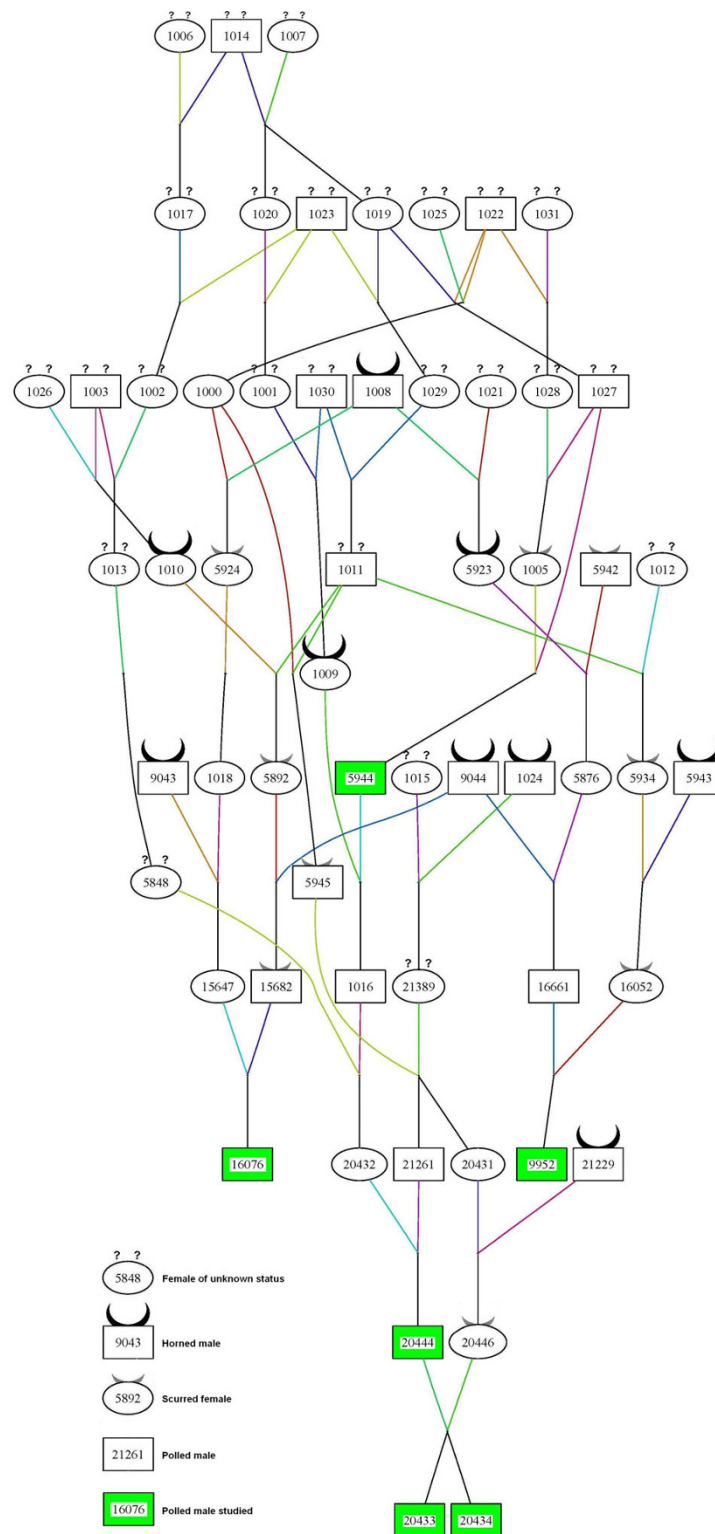 ? ? ? ? ? ?
1006 1014 1007
? ? ? ? ? ? ? ? ? ? ? ? ? ?
1017 1020 1023 1019 1025 1022 1031
? ? ? ? ? ? ? ? ? ? ? ? ? ? ? ? ? ?
1026 1003 1002 1000 1001 1030 1008 1029 1021 1028 1027
? ? ? ? ? ?
1013 1010 5924 1011 5923 1005 5942 1012
1009
? ?
9043 1018 5892 5944 1015 9044 1024 5876 5934 5943
? ?
5848 5945
? ?
15647 15682 1016 21389 16661 16052
16076 20432 21261 20431 9952 21229
? ?
5848 Female of unknown status
9043 Horned male
20444 20446
5892 Scurred female
21261 Polled male
16076 Polled male studied
20433 20434